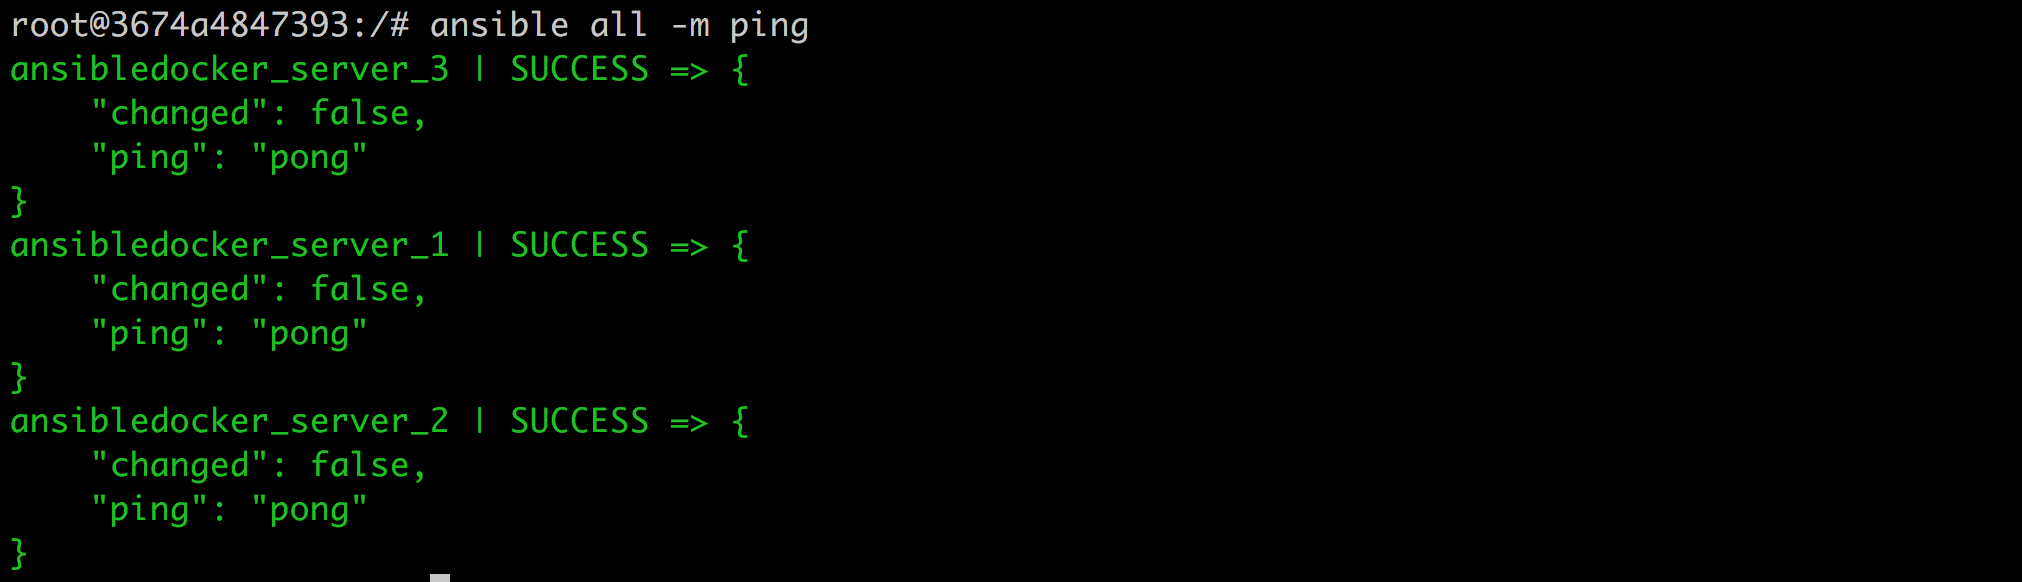 root@3674a4847393:/# ansible all -m ping
ansibledocker_server_3 | SUCCESS => {
    "changed": false,
    "ping": "pong"
}
ansibledocker_server_1 | SUCCESS => {
    "changed": false,
    "ping": "pong"
}
ansibledocker_server_2 | SUCCESS => {
    "changed": false,
    "ping": "pong"
}